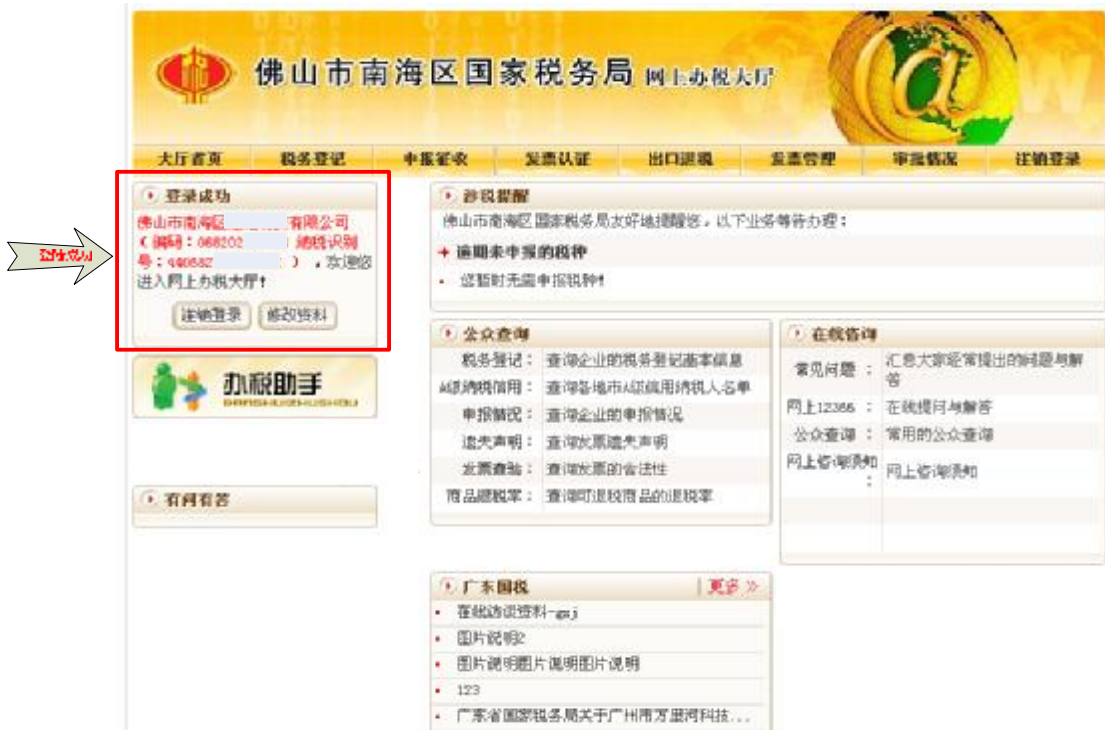 佛山市南海区国家税务局 网上办税大厅
大厅首页 税务登记 申报征收 发票认证 出口退税 发票管理 审批情况 注销登录
登录成功
佛山市南海区 有限公司
(编码:068202 纳税识别
号:440682 ),欢迎您
进入网上办税大厅!
注销登录 修改资料
登录成功
办税助手
BANSHUIZHUSHOU
有问有答
涉税提醒
佛山市南海区国家税务局友好地提醒您,以下业务等待办理:
逾期未申报的税种
您暂时无需申报税种!
公众查询
税务登记: 查询企业的税务登记基本信息
A级纳税信用: 查询各地市A级信用纳税人名单
申报情况: 查询企业的申报情况
遗失声明: 查询发票遗失声明
发票查验: 查询发票的合法性
商品退税率: 查询可退税商品的退税率
在线咨询
常见问题: 汇总大家经常提出的问题与解
答
网上12366: 在线提问与解答
公众查询: 常用的公众查询
网上咨询须知
: 网上咨询须知
广东国税 更多 >>
在线访谈资料-gsj
图片说明2
图片说明图片说明图片说明
123
广东省国家税务局关于广州市万里河科技...